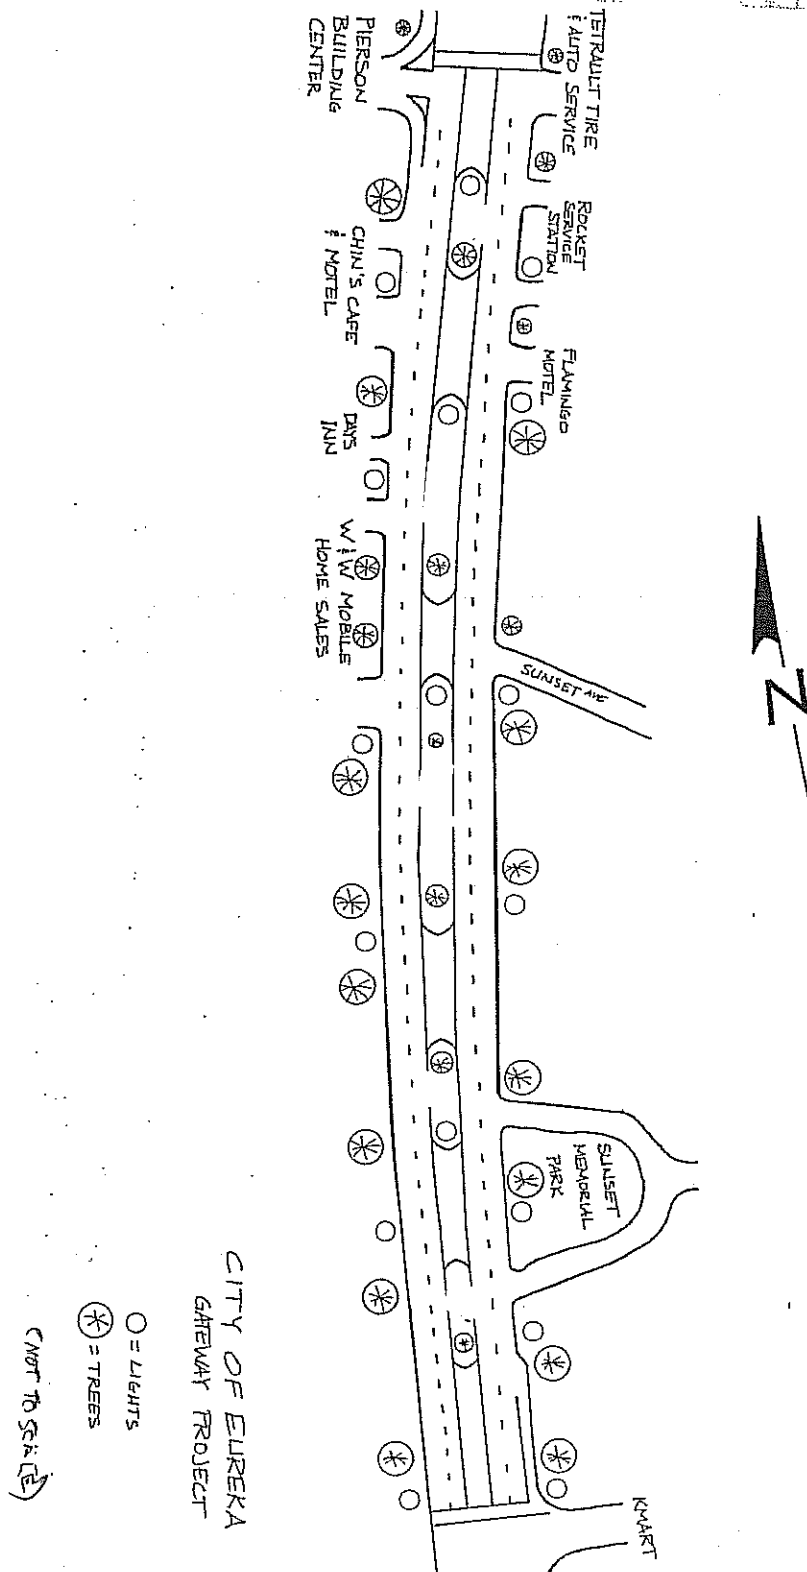 TETRAULT TIRE
& AUTO SERVICE
ROCKET
SERVICE
STATION
FLAMINGO
MOTEL
SUNSET AVE
SUNSET
MEMORIAL
PARK
KMART
PIERSON
BUILDING
CENTER
CHIN'S CAFE
& MOTEL
DAYS
INN
W & W MOBILE
HOME SALES
N
CITY OF EUREKA
GATEWAY PROJECT
= LIGHTS
= TREES
(NOT TO SCALE)